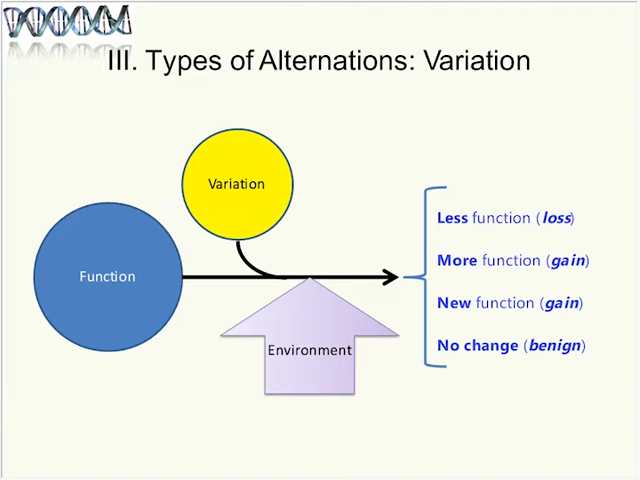 III. Types of Alternations: Variation
Variation
Function
Less function (loss)
More function (gain)
New function (gain)
No change (benign)
Environment